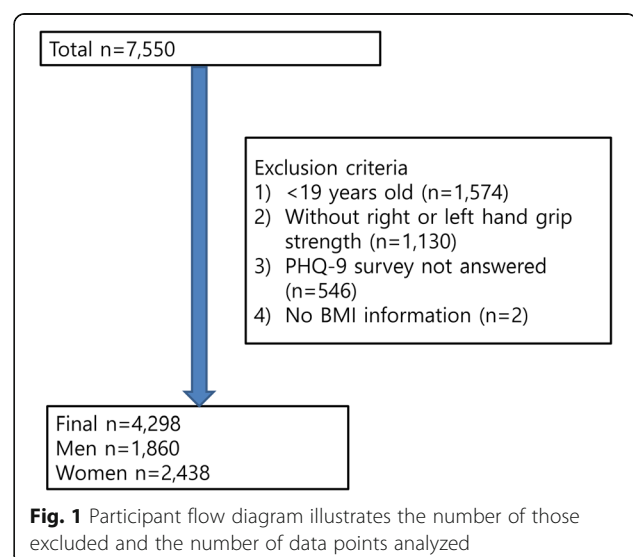 Total n=7,550
Exclusion criteria
1) <19 years old (n=1,574)
2) Without right or left hand grip
strength (n=1,130)
3) PHQ-9 survey not answered
(n=546)
4) No BMI information (n=2)
Final n=4,298
Men n=1,860
Women n=2,438
Fig. 1 Participant flow diagram illustrates the number of those
excluded and the number of data points analyzed